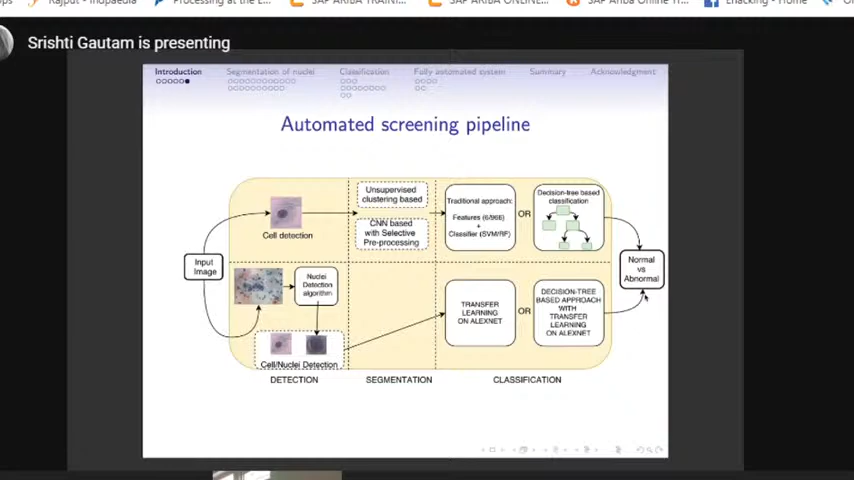 Rajput - Indpaedia
Processing at the L...
SAP ARIBA TRAINI...
SAP ARIBA ONLINE...
SAP Ariba Online Tr...
Ehacking - Home
Srishti Gautam is presenting
Introduction
Segmentation of nuclei
Classification
Fully automated system
Summary
Acknowledgment
Automated screening pipeline
Input
Image
Cell detection
Nuclei
Detection
algorithm
Cell/Nuclei Detection
Unsupervised
clustering based
CNN based
with Selective
Pre-processing
Traditional approach:
Features (6/96E)
+
Classifier (SVM/RF)
OR
Decision-tree based
classification
TRANSFER
LEARNING
ON ALEXNET
OR
DECISION-TREE
BASED APPROACH
WITH
TRANSFER
LEARNING
ON ALEXNET
Normal
vs
Abnormal
DETECTION
SEGMENTATION
CLASSIFICATION